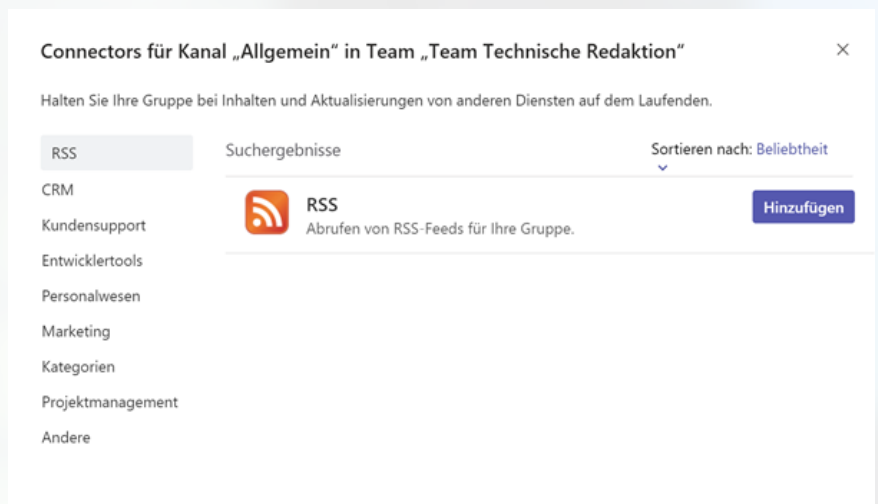 Connectors für Kanal „Allgemein“ in Team „Team Technische Redaktion“
Halten Sie Ihre Gruppe bei Inhalten und Aktualisierungen von anderen Diensten auf dem Laufenden.
RSS
CRM
Kundensupport
Entwicklertools
Personalwesen
Marketing
Kategorien
Projektmanagement
Andere
Suchergebnisse
Sortieren nach: Beliebtheit
RSS
Abrufen von RSS-Feeds für Ihre Gruppe.
Hinzufügen